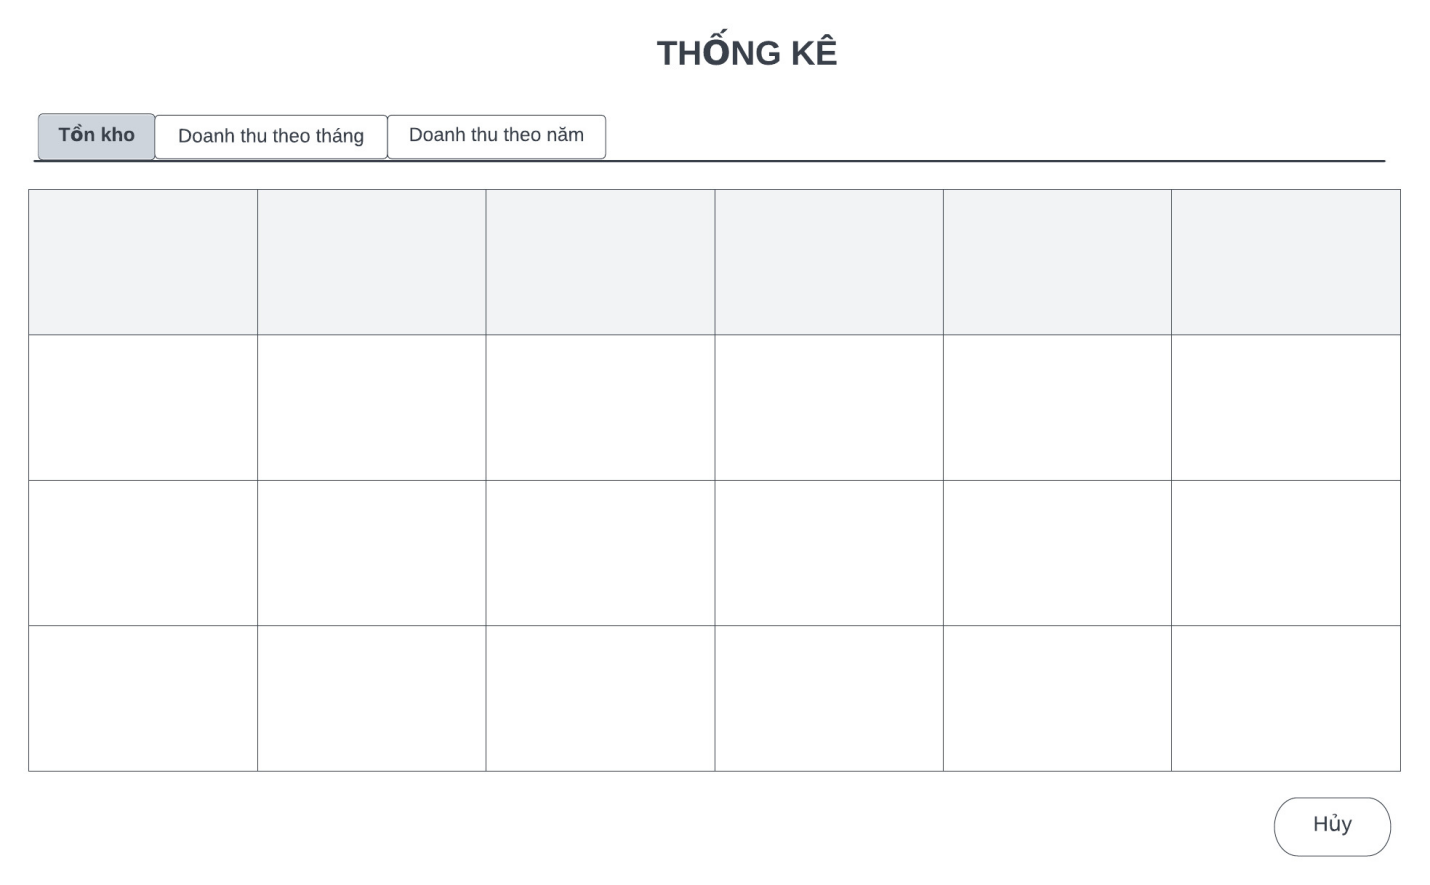 THỐNG KÊ
Tồn kho
Doanh thu theo tháng
Doanh thu theo năm
Hủy